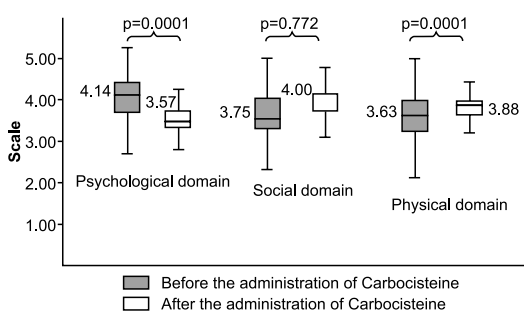 p=0.0001 p=0.772 p=0.0001
5.00
4.00
3.00
2.00
1.00
Scale
4.14 3.57 3.75 4.00 3.63 3.88
Psychological domain
Social domain
Physical domain
Before the administration of Carbocisteine
After the administration of Carbocisteine